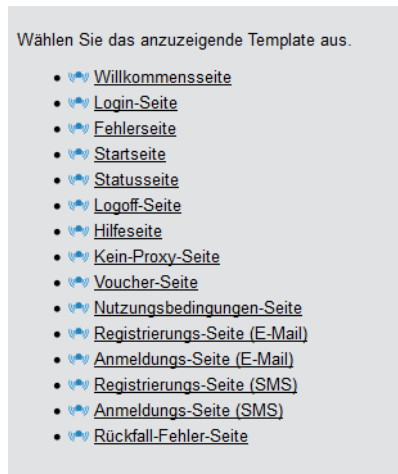 Wählen Sie das anzuzeigende Template aus.
Willkommensseite
Login-Seite
Fehlerseite
Startseite
Statusseite
Logoff-Seite
Hilfeseite
Kein-Proxy-Seite
Voucher-Seite
Nutzungsbedingungen-Seite
Registrierungs-Seite (E-Mail)
Anmeldungs-Seite (E-Mail)
Registrierungs-Seite (SMS)
Anmeldungs-Seite (SMS)
Rückfall-Fehler-Seite